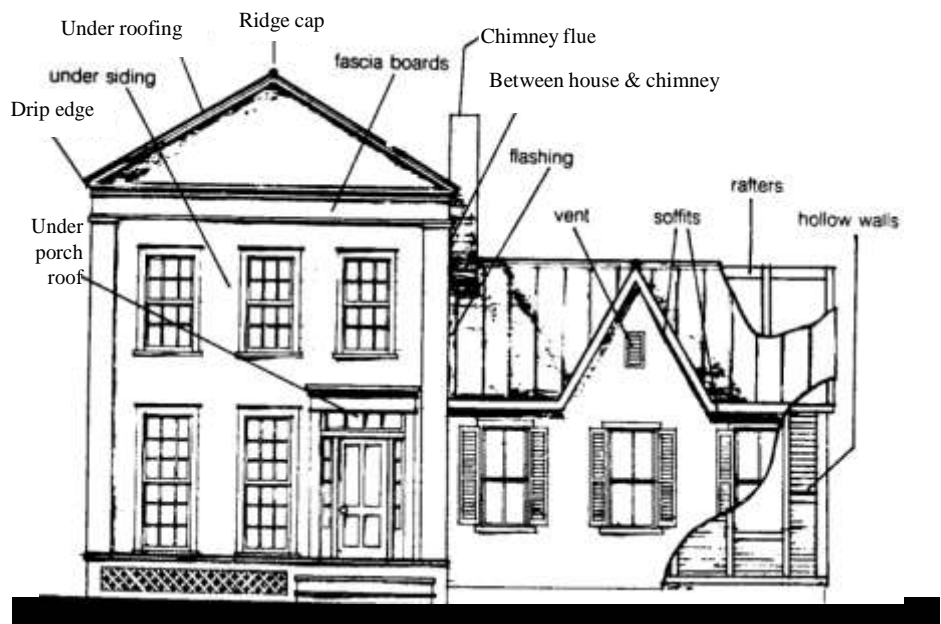 Ridge cap
Under roofing
Chimney flue
fascia boards
under siding
Between house & chimney
Drip edge
flashing
rafters
vent
soffits
hollow walls
Under
porch
roof